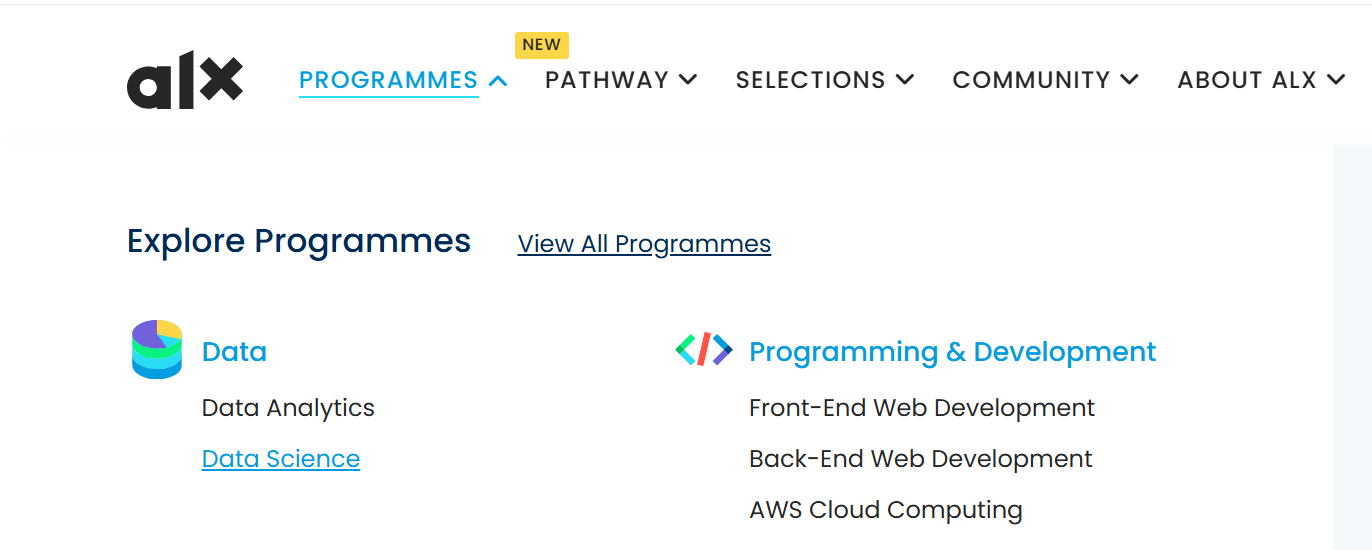 NEW
alx PROGRAMMES PATHWAY SELECTIONS COMMUNITY ABOUT ALX
Explore Programmes View All Programmes
Data
Data Analytics
Data Science
Programming & Development
Front-End Web Development
Back-End Web Development
AWS Cloud Computing